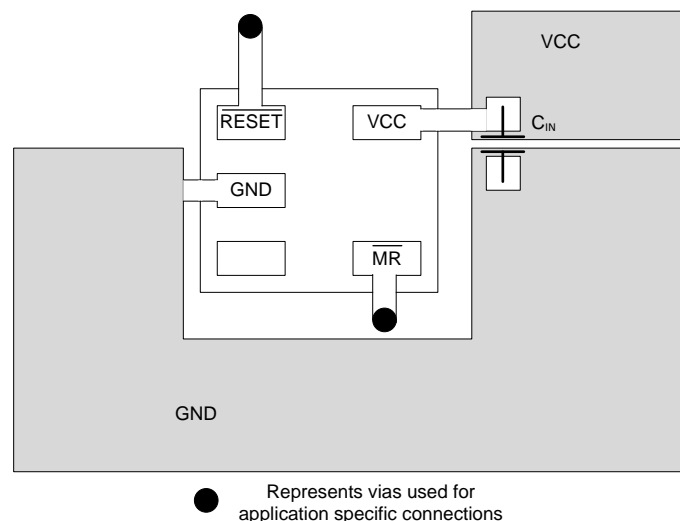 VCC
RESET
VCC
CIN
GND
MR
GND
Represents vias used for
application specific connections